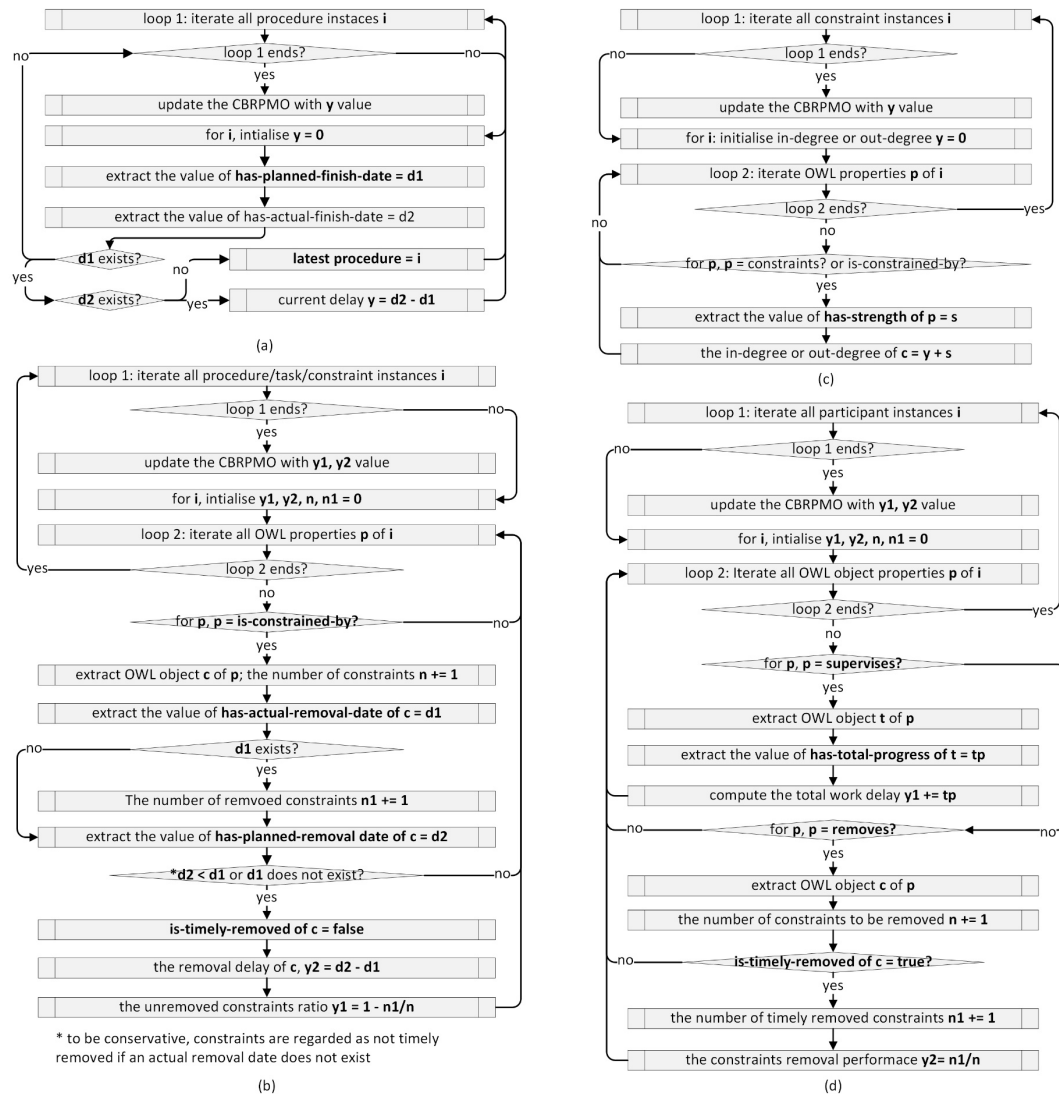 loop 1: iterate all procedure instaces i
loop 1 ends?
no
no
yes
update the CBRPMO with y value
for i, intialise y = 0
extract the value of has-planned-finish-date = d1
extract the value of has-actual-finish-date = d2
d1 exists?
no
latest procedure = i
yes
d2 exists?
yes
current delay y = d2 - d1
(a)
loop 1: iterate all procedure/task/constraint instances i
loop 1 ends?
no
yes
update the CBRPMO with y1, y2 value
for i, intialise y1, y2, n, n1 = 0
loop 2: iterate all OWL properties p of i
yes
loop 2 ends?
no
for p, p = is-constrained-by?
no
yes
extract OWL object c of p; the number of constraints n += 1
extract the value of has-actual-removal-date of c = d1
no
d1 exists?
yes
The number of remvoed constraints n1 += 1
extract the value of has-planned-removal date of c = d2
*d2 < d1 or d1 does not exist?
no
yes
is-timely-removed of c = false
the removal delay of c, y2 = d2 - d1
the unremoved constraints ratio y1 = 1 - n1/n
* to be conservative, constraints are regarded as not timely
removed if an actual removal date does not exist
(b)
loop 1: iterate all constraint instances i
no
loop 1 ends?
yes
update the CBRPMO with y value
for i: initialise in-degree or out-degree y = 0
loop 2: iterate OWL properties p of i
loop 2 ends?
yes
no
no
for p, p = constraints? or is-constrained-by?
yes
extract the value of has-strength of p = s
the in-degree or out-degree of c = y + s
(c)
loop 1: iterate all participant instances i
no
loop 1 ends?
yes
update the CBRPMO with y1, y2 value
for i, intialise y1, y2, n, n1 = 0
loop 2: Iterate all OWL object properties p of i
loop 2 ends?
yes
no
for p, p = supervises?
yes
extract OWL object t of p
extract the value of has-total-progress of t = tp
compute the total work delay y1 += tp
no
for p, p = removes?
no
yes
extract OWL object c of p
the number of constraints to be removed n += 1
no
is-timely-removed of c = true?
yes
the number of timely removed constraints n1 += 1
the constraints removal performace y2= n1/n
(d)